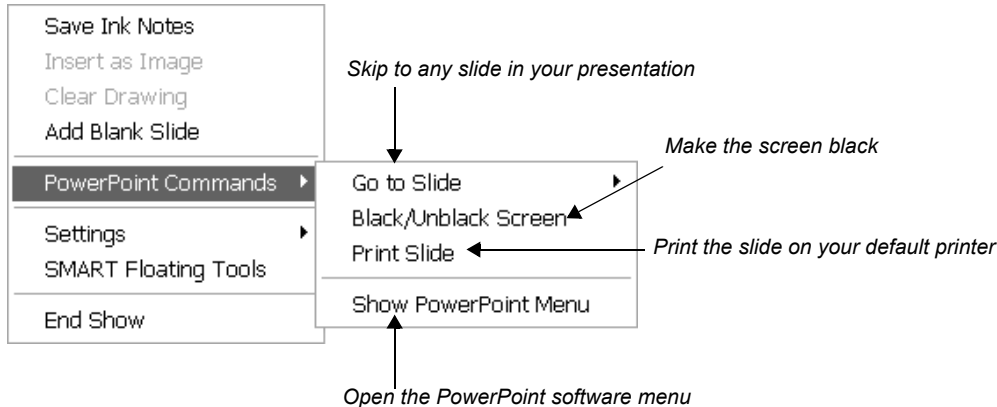 Save Ink Notes
Insert as Image
Clear Drawing
Add Blank Slide
PowerPoint Commands
Settings
SMART Floating Tools
End Show
Skip to any slide in your presentation
Make the screen black
Go to Slide
Black/Unblack Screen
Print Slide
Print the slide on your default printer
Show PowerPoint Menu
Open the PowerPoint software menu